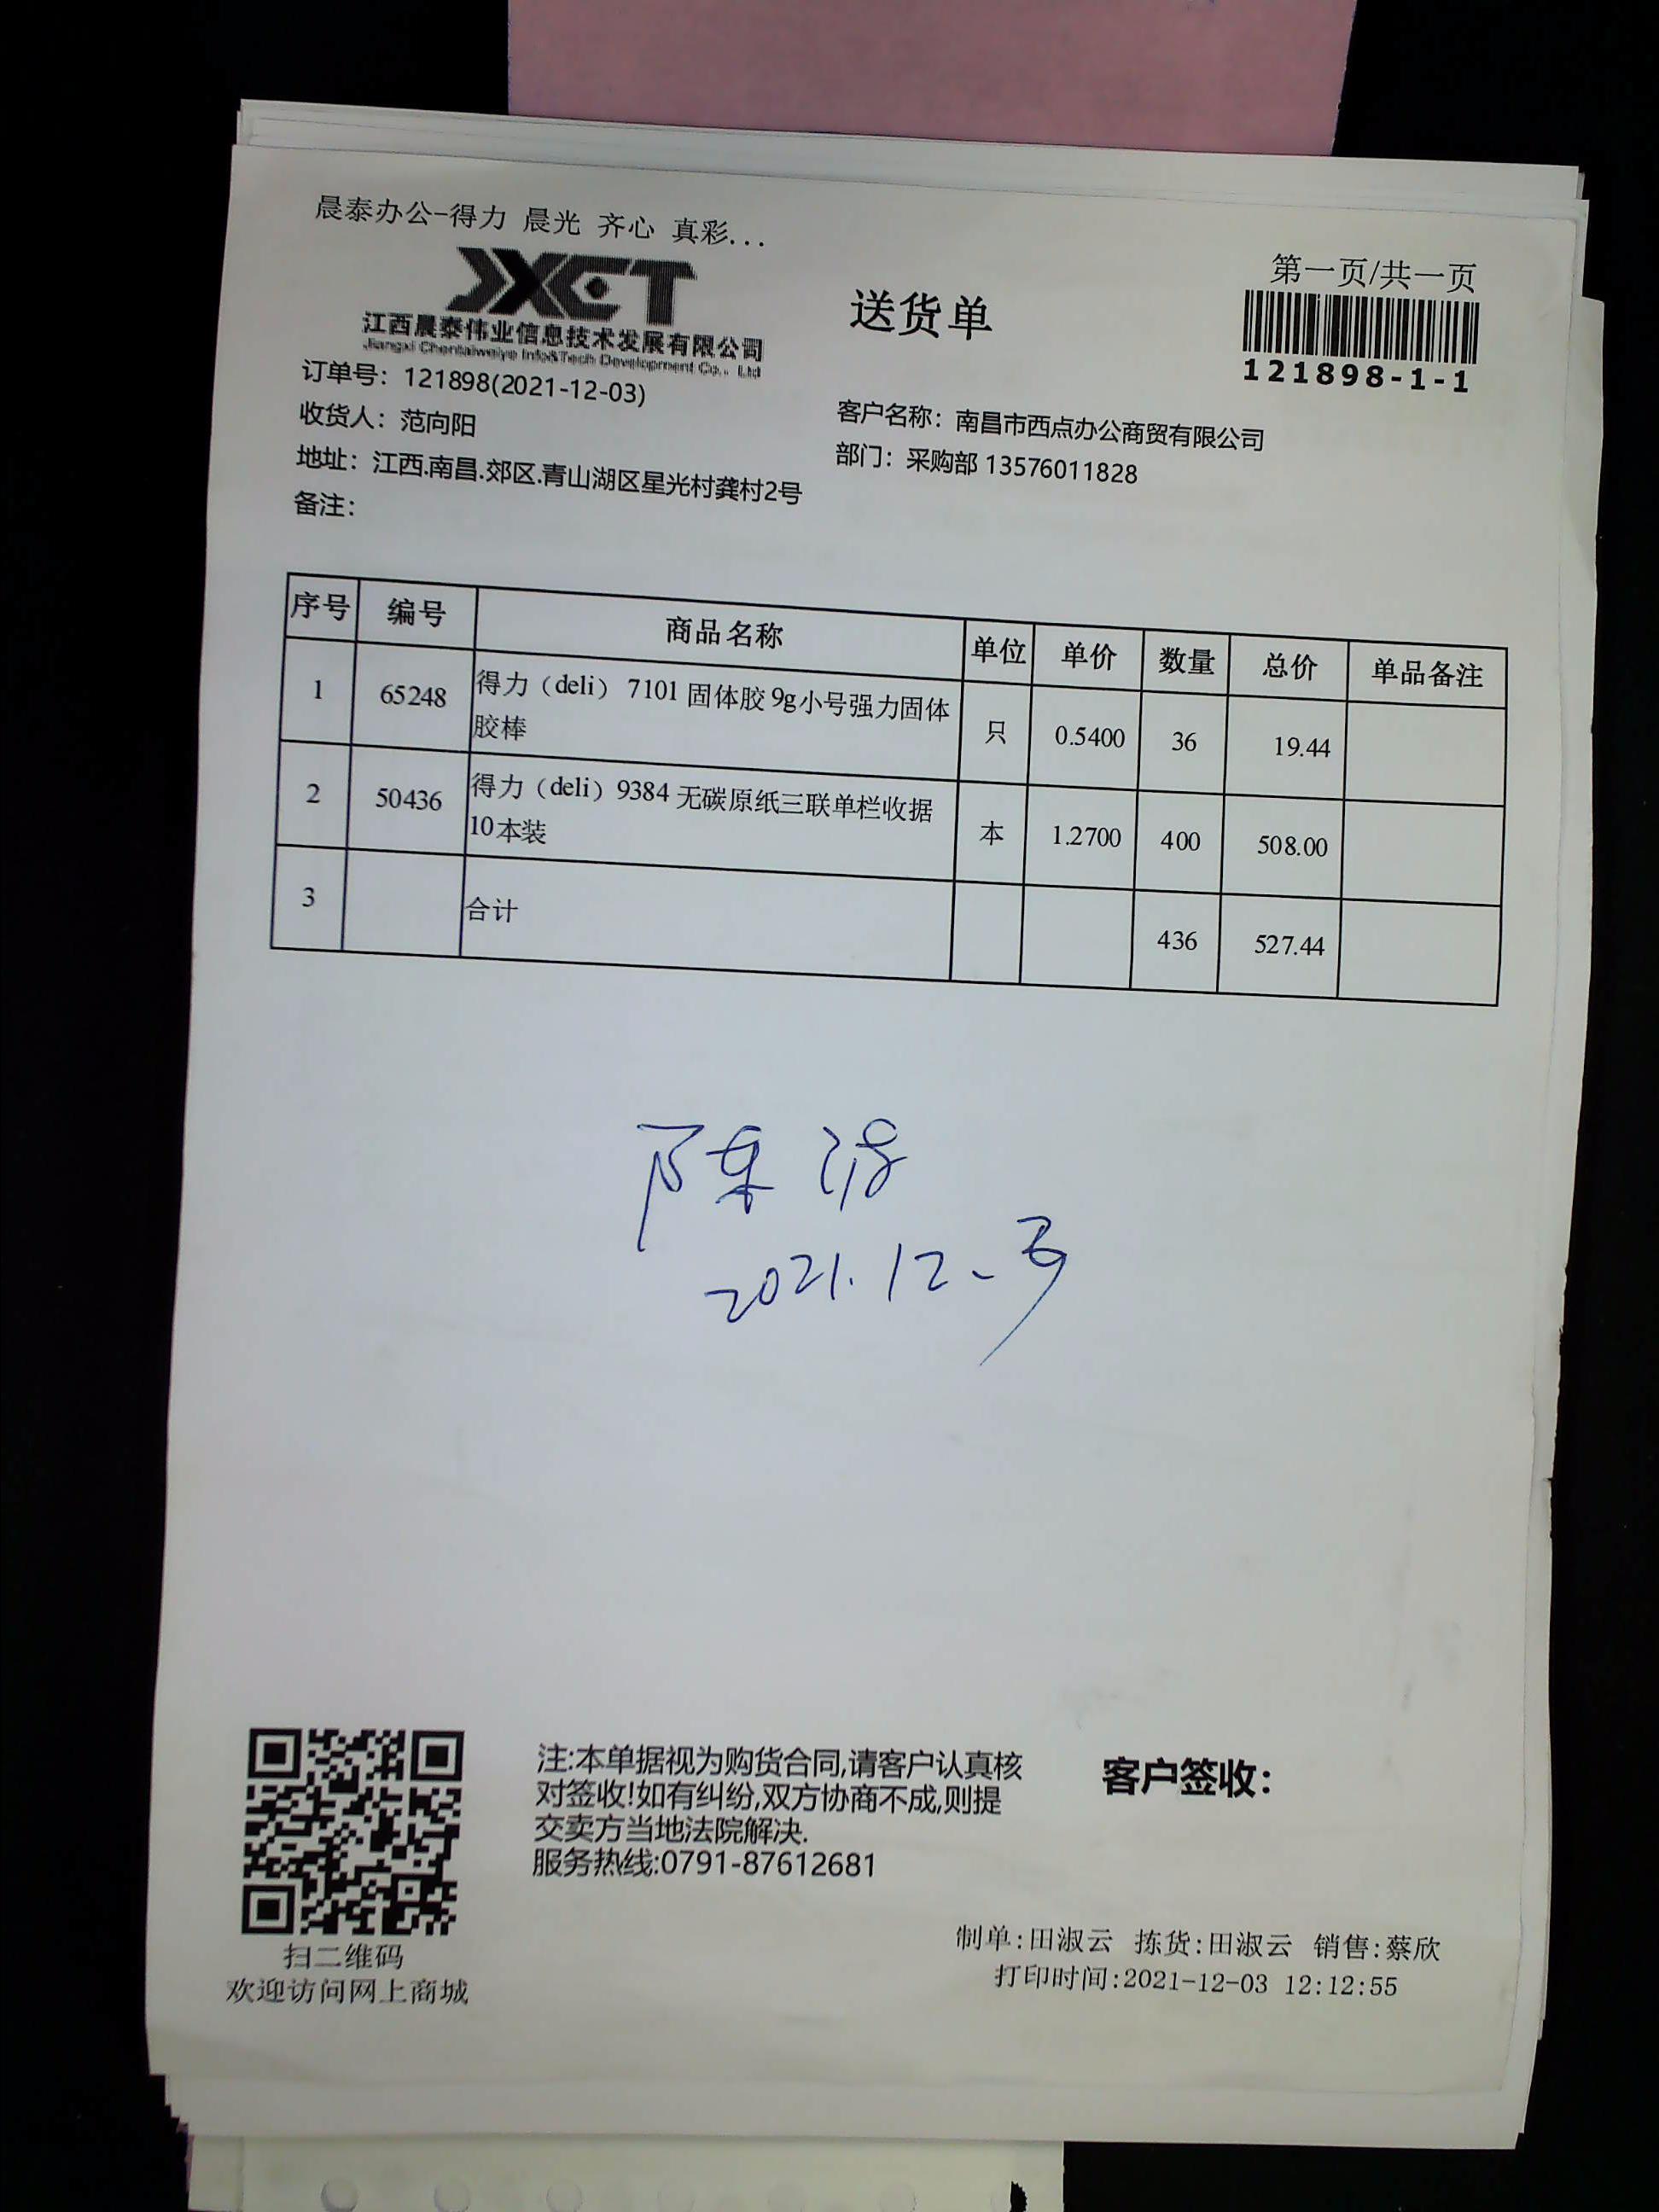 晨泰办公-得力 晨光 齐心 真彩...
JXCT
江西晨泰伟业信息技术发展有限公司
Jiangxi Chentaiweiye Info&Tech Development Co., Ltd
送货单
第一页/共一页
121898-1-1
订单号：121898(2021-12-03)
收货人：范向阳
客户名称：南昌市西点办公商贸有限公司
地址：江西.南昌.郊区.青山湖区星光村龚村2号
部门：采购部 13576011828
备注：
序号 编号 商品名称 单位 单价 数量 总价 单品备注
1 65248 得力（deli） 7101 固体胶 9g小号强力固体 只 0.5400 36 19.44
胶棒
2 50436 得力（deli）9384 无碳原纸三联单栏收据 本 1.2700 400 508.00
10本装
3 合计 436 527.44
陈
2021.12.3
注:本单据视为购货合同,请客户认真核
对签收!如有纠纷,双方协商不成,则提
交卖方当地法院解决.
服务热线:0791-87612681
客户签收：
扫二维码
欢迎访问网上商城
制单:田淑云 拣货:田淑云 销售:蔡欣
打印时间:2021-12-03 12:12:55